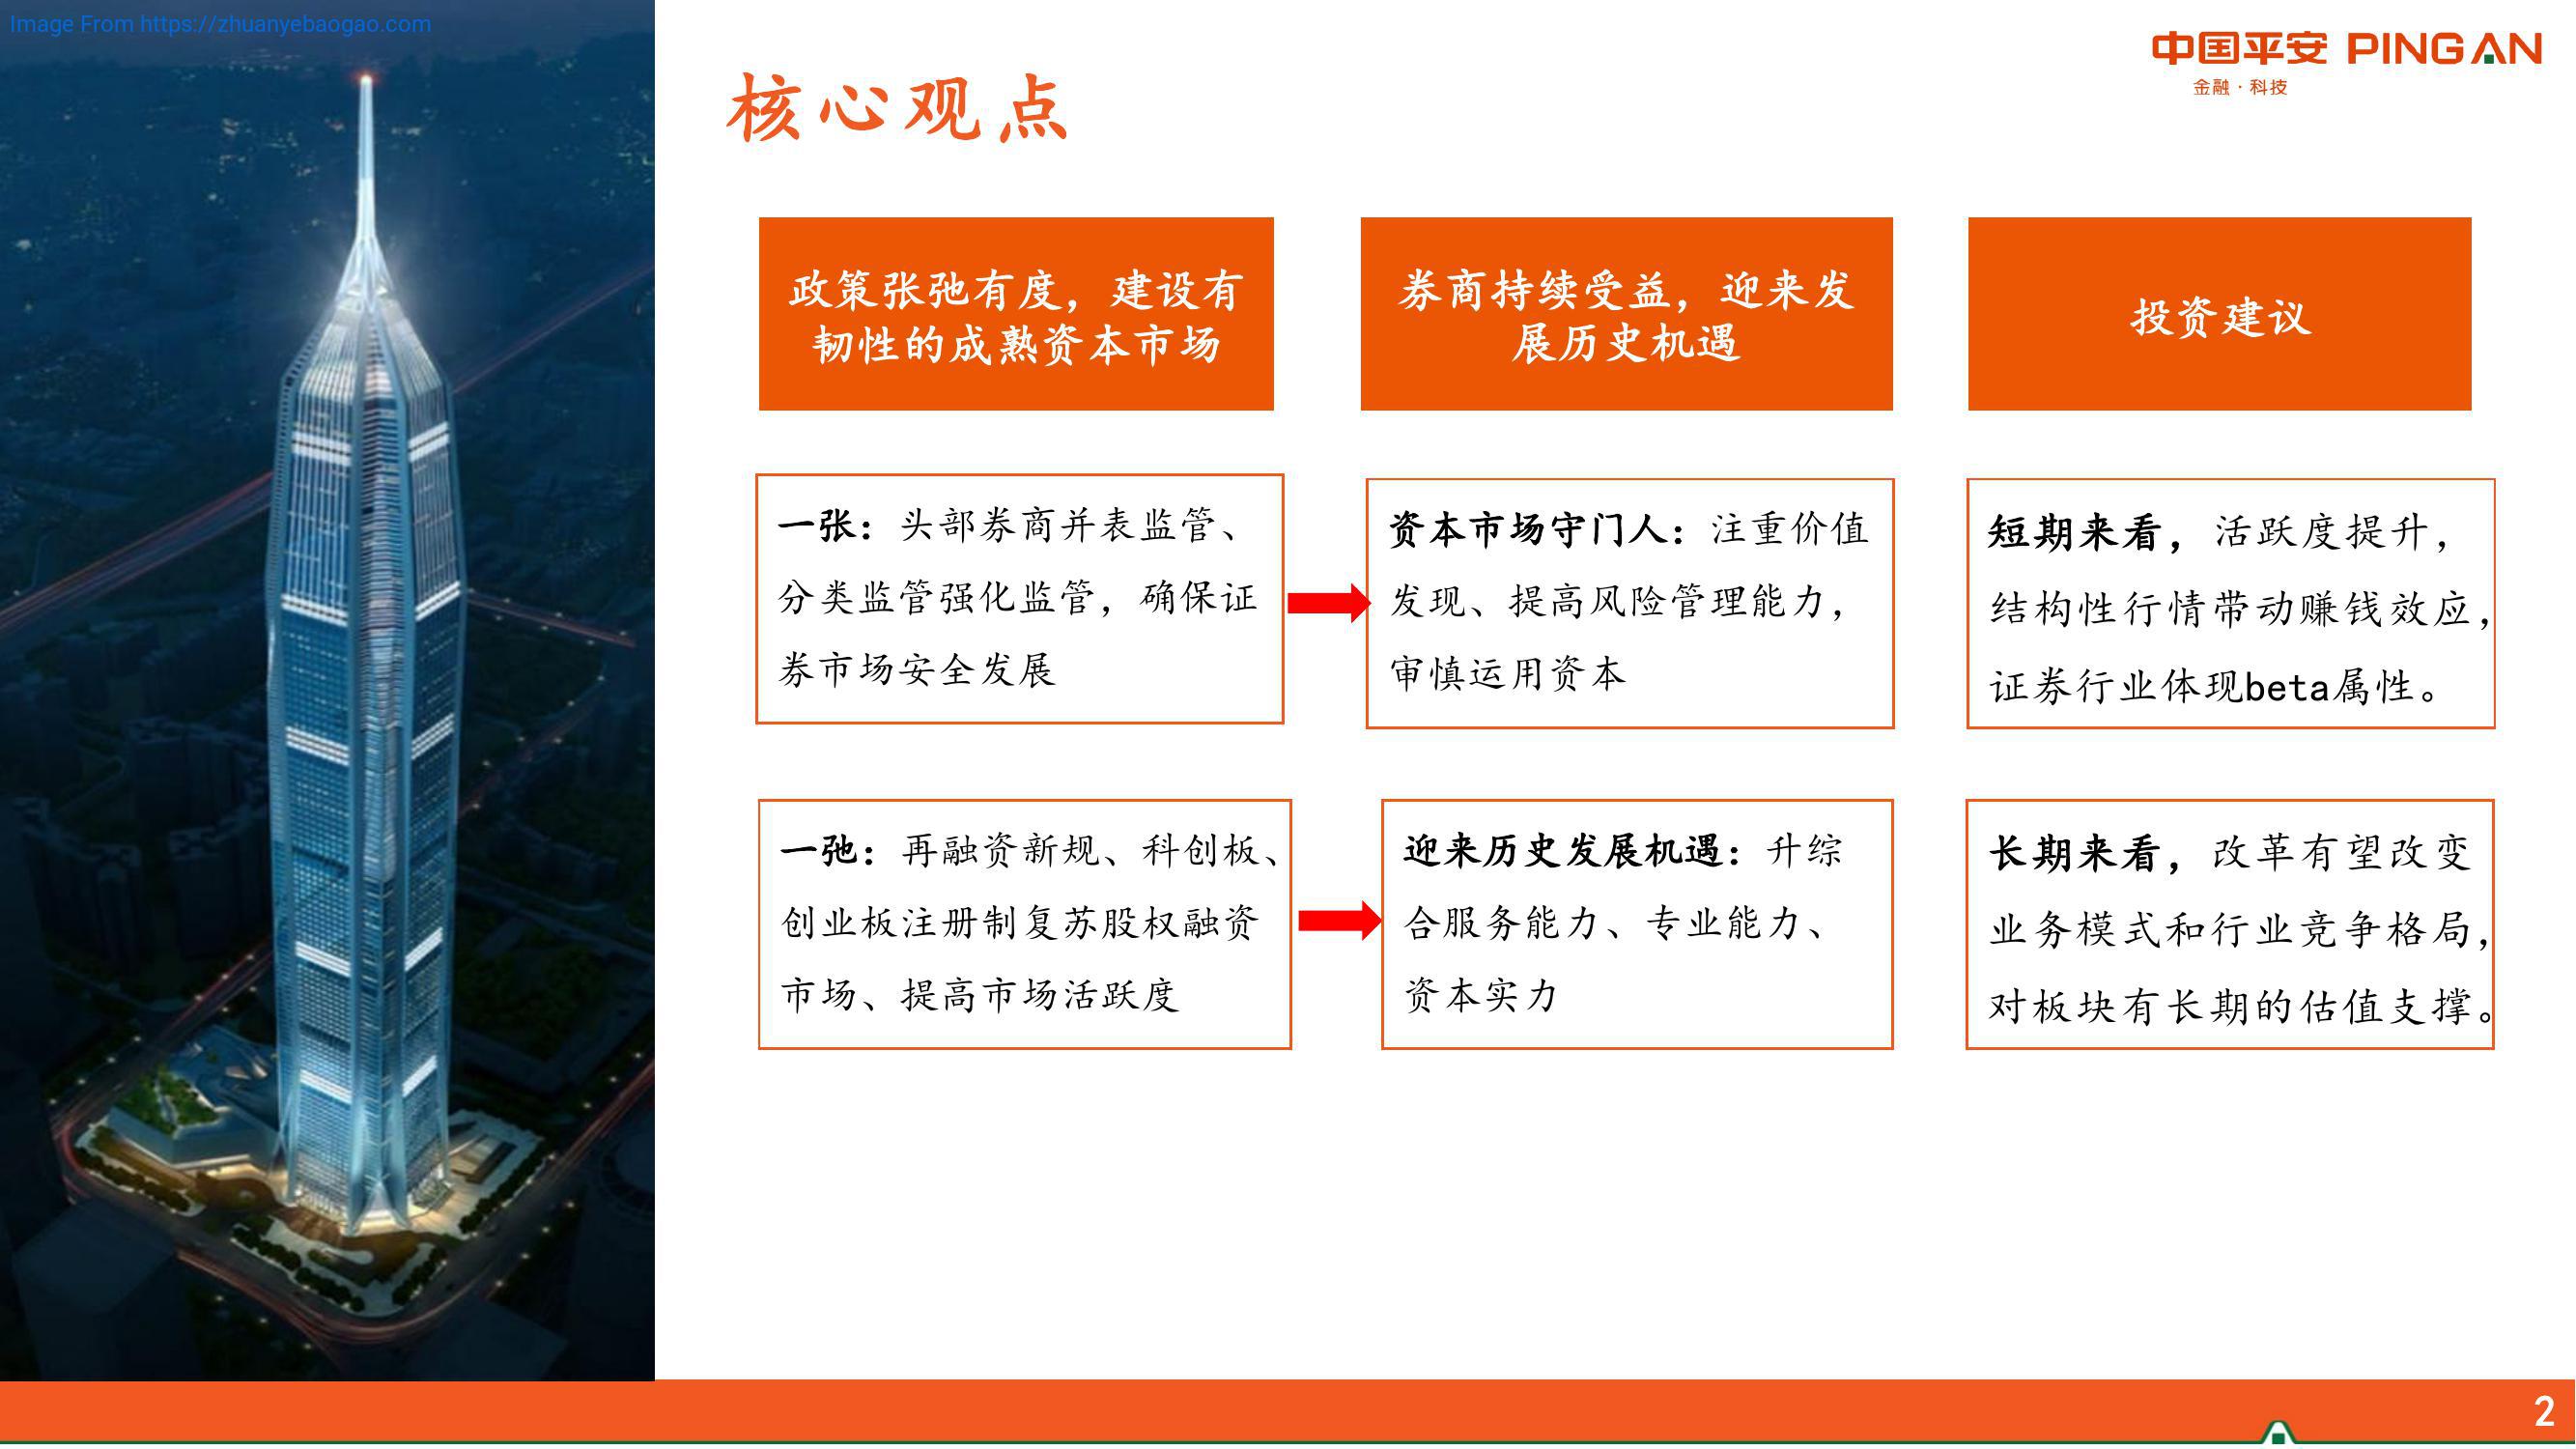 Image From https://zhuanyebaogao.com
中国平安 PING AN
金融·科技
核心观点
政策张弛有度，建设有
韧性的成熟资本市场
券商持续受益，迎来发
展历史机遇
投资建议
一张：头部券商并表监管、
分类监管强化监管，确保证
券市场安全发展
资本市场守门人：注重价值
发现、提高风险管理能力，
审慎运用资本
短期来看，活跃度提升，
结构性行情带动赚钱效应，
证券行业体现beta属性。
一弛：再融资新规、科创板、
创业板注册制复苏股权融资
市场、提高市场活跃度
迎来历史发展机遇：升综
合服务能力、专业能力、
资本实力
长期来看，改革有望改变
业务模式和行业竞争格局，
对板块有长期的估值支撑。
2